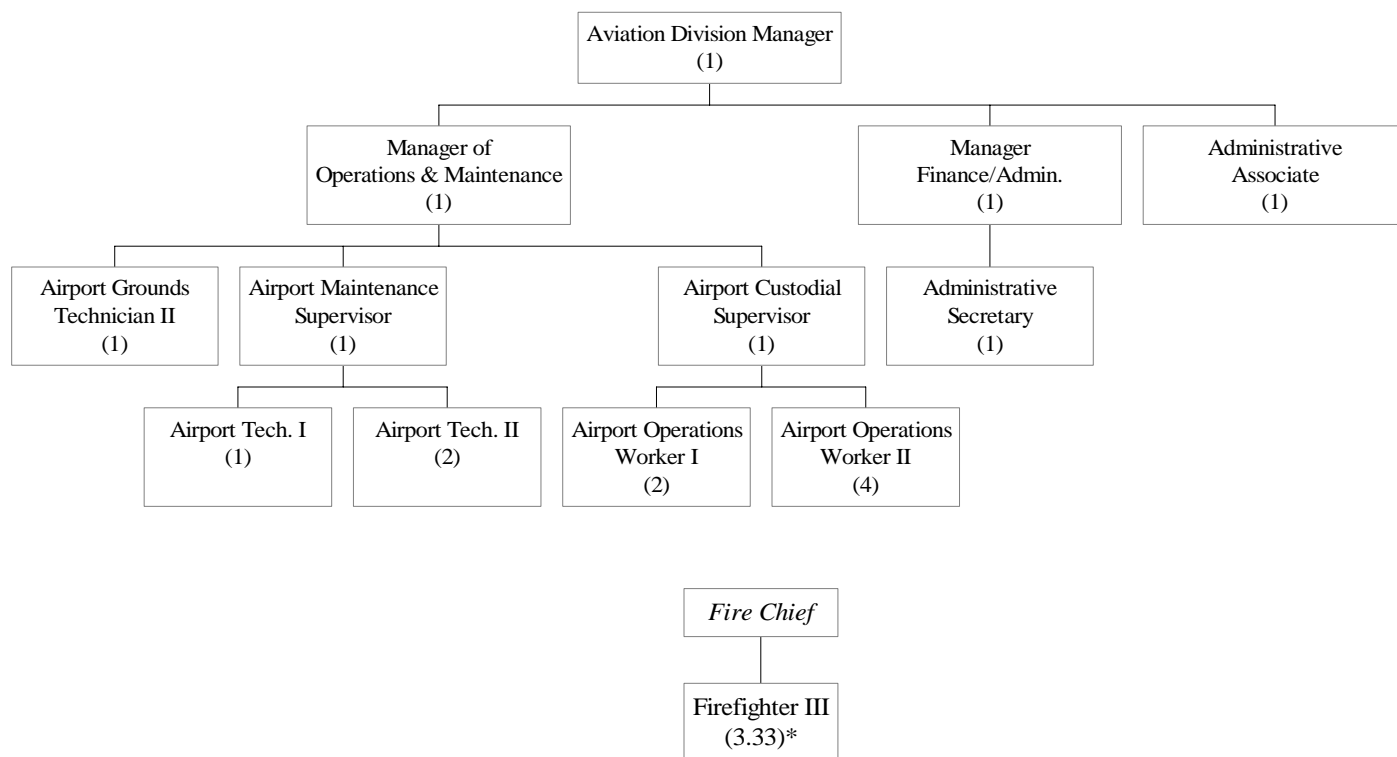 Aviation Division Manager
(1)
Manager of
Operations & Maintenance
(1)
Manager
Finance/Admin.
(1)
Administrative
Associate
(1)
Airport Grounds
Technician II
(1)
Airport Maintenance
Supervisor
(1)
Airport Custodial
Supervisor
(1)
Administrative
Secretary
(1)
Airport Tech. I
(1)
Airport Tech. II
(2)
Airport Operations
Worker I
(2)
Airport Operations
Worker II
(4)
Fire Chief
Firefighter III
(3.33)*